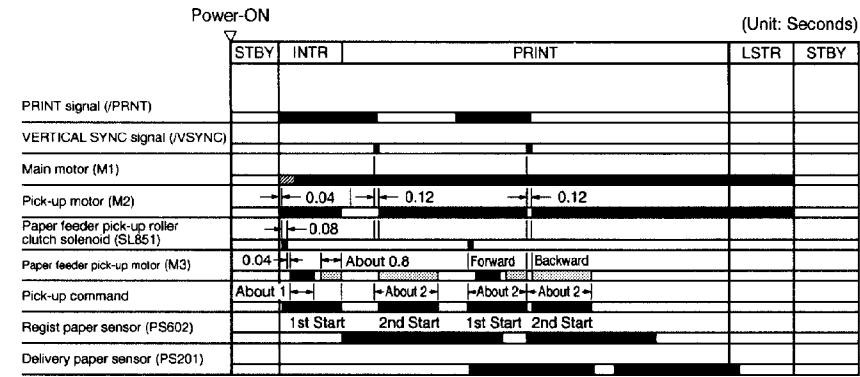 Power-ON
(Unit: Seconds)
STBY INTR PRINT LSTR STBY
PRINT signal (/PRNT)
VERTICAL SYNC signal (/VSYNC)
Main motor (M1)
Pick-up motor (M2) 0.04 0.12 0.12
Paper feeder pick-up roller
clutch solenoid (SL851) 0.08
Paper feeder pick-up motor (M3) 0.04 About 0.8 Forward Backward
Pick-up command About 1 About 2 About 2 About 2
Regist paper sensor (PS602) 1st Start 2nd Start 1st Start 2nd Start
Delivery paper sensor (PS201)